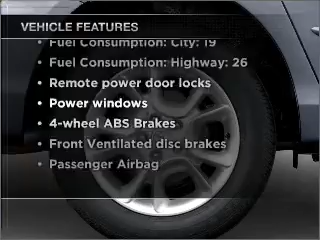 VEHICLE FEATURES
• Fuel Consumption: City: 19
• Fuel Consumption: Highway: 26
• Remote power door locks
• Power windows
• 4-wheel ABS Brakes
• Front Ventilated disc brakes
• Passenger Airbag